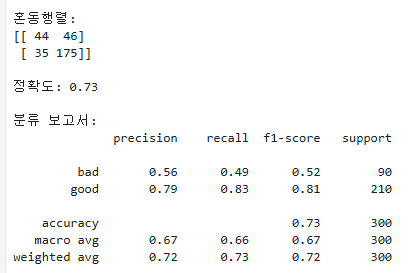 혼동행렬:
[[ 44  46]
 [ 35 175]]
정확도: 0.73
분류 보고서:
              precision    recall  f1-score   support
         bad       0.56      0.49      0.52        90
        good       0.79      0.83      0.81       210
    accuracy                           0.73       300
   macro avg       0.67      0.66      0.67       300
weighted avg       0.72      0.73      0.72       300